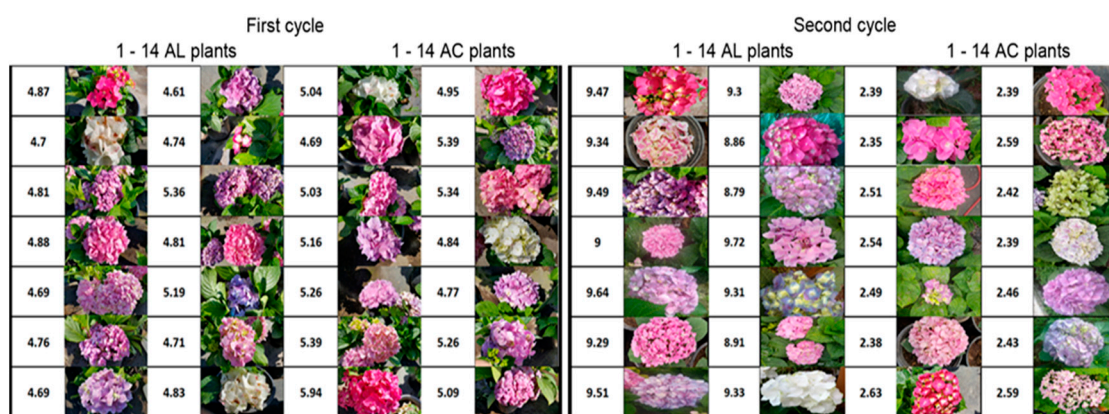 First cycle Second cycle
1 - 14 AL plants 1 - 14 AC plants 1 - 14 AL plants 1 - 14 AC plants
4.87 4.61 5.04 4.95 9.47 9.3 2.39 2.39
4.7 4.74 4.69 5.39 9.34 8.86 2.35 2.59
4.81 5.36 5.03 5.34 9.49 8.79 2.51 2.42
4.88 4.81 5.16 4.84 9 9.72 2.54 2.39
4.69 5.19 5.26 4.77 9.64 9.31 2.49 2.46
4.76 4.71 5.39 5.26 9.29 8.91 2.38 2.43
4.69 4.83 5.94 5.09 9.51 9.33 2.63 2.59